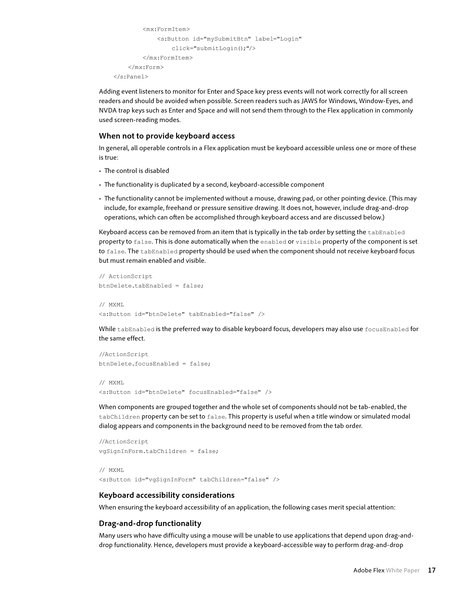 <mx:FormItem>
<s:Button id="mySubmitBtn" label="Login"
click="submitLogin();"/>
</mx:FormItem>
</mx:Form>
</s:Panel>
Adding event listeners to monitor for Enter and Space key press events will not work correctly for all screen
readers and should be avoided when possible. Screen readers such as JAWS for Windows, Window-Eyes, and
NVDA trap keys such as Enter and Space and will not send them through to the Flex application in commonly
used screen-reading modes.
When not to provide keyboard access
In general, all operable controls in a Flex application must be keyboard accessible unless one or more of these
is true:
• The control is disabled
• The functionality is duplicated by a second, keyboard-accessible component
• The functionality cannot be implemented without a mouse, drawing pad, or other pointing device. (This may
include, for example, freehand or pressure sensitive drawing. It does not, however, include drag-and-drop
operations, which can often be accomplished through keyboard access and are discussed below.)
Keyboard access can be removed from an item that is typically in the tab order by setting the tabEnabled
property to false. This is done automatically when the enabled or visible property of the component is set
to false. The tabEnabled property should be used when the component should not receive keyboard focus
but must remain enabled and visible.
// ActionScript
btnDelete.tabEnabled = false;
// MXML
<s:Button id="btnDelete" tabEnabled="false" />
While tabEnabled is the preferred way to disable keyboard focus, developers may also use focusEnabled for
the same effect.
//ActionScript
btnDelete.focusEnabled = false;
// MXML
<s:Button id="btnDelete" focusEnabled="false" />
When components are grouped together and the whole set of components should not be tab-enabled, the
tabChildren property can be set to false. This property is useful when a title window or simulated modal
dialog appears and components in the background need to be removed from the tab order.
//ActionScript
vgSignInForm.tabChildren = false;
// MXML
<s:Button id="vgSignInForm" tabChildren="false" />
Keyboard accessibility considerations
When ensuring the keyboard accessibility of an application, the following cases merit special attention:
Drag-and-drop functionality
Many users who have difficulty using a mouse will be unable to use applications that depend upon drag-and-
drop functionality. Hence, developers must provide a keyboard-accessible way to perform drag-and-drop
Adobe Flex White Paper 17